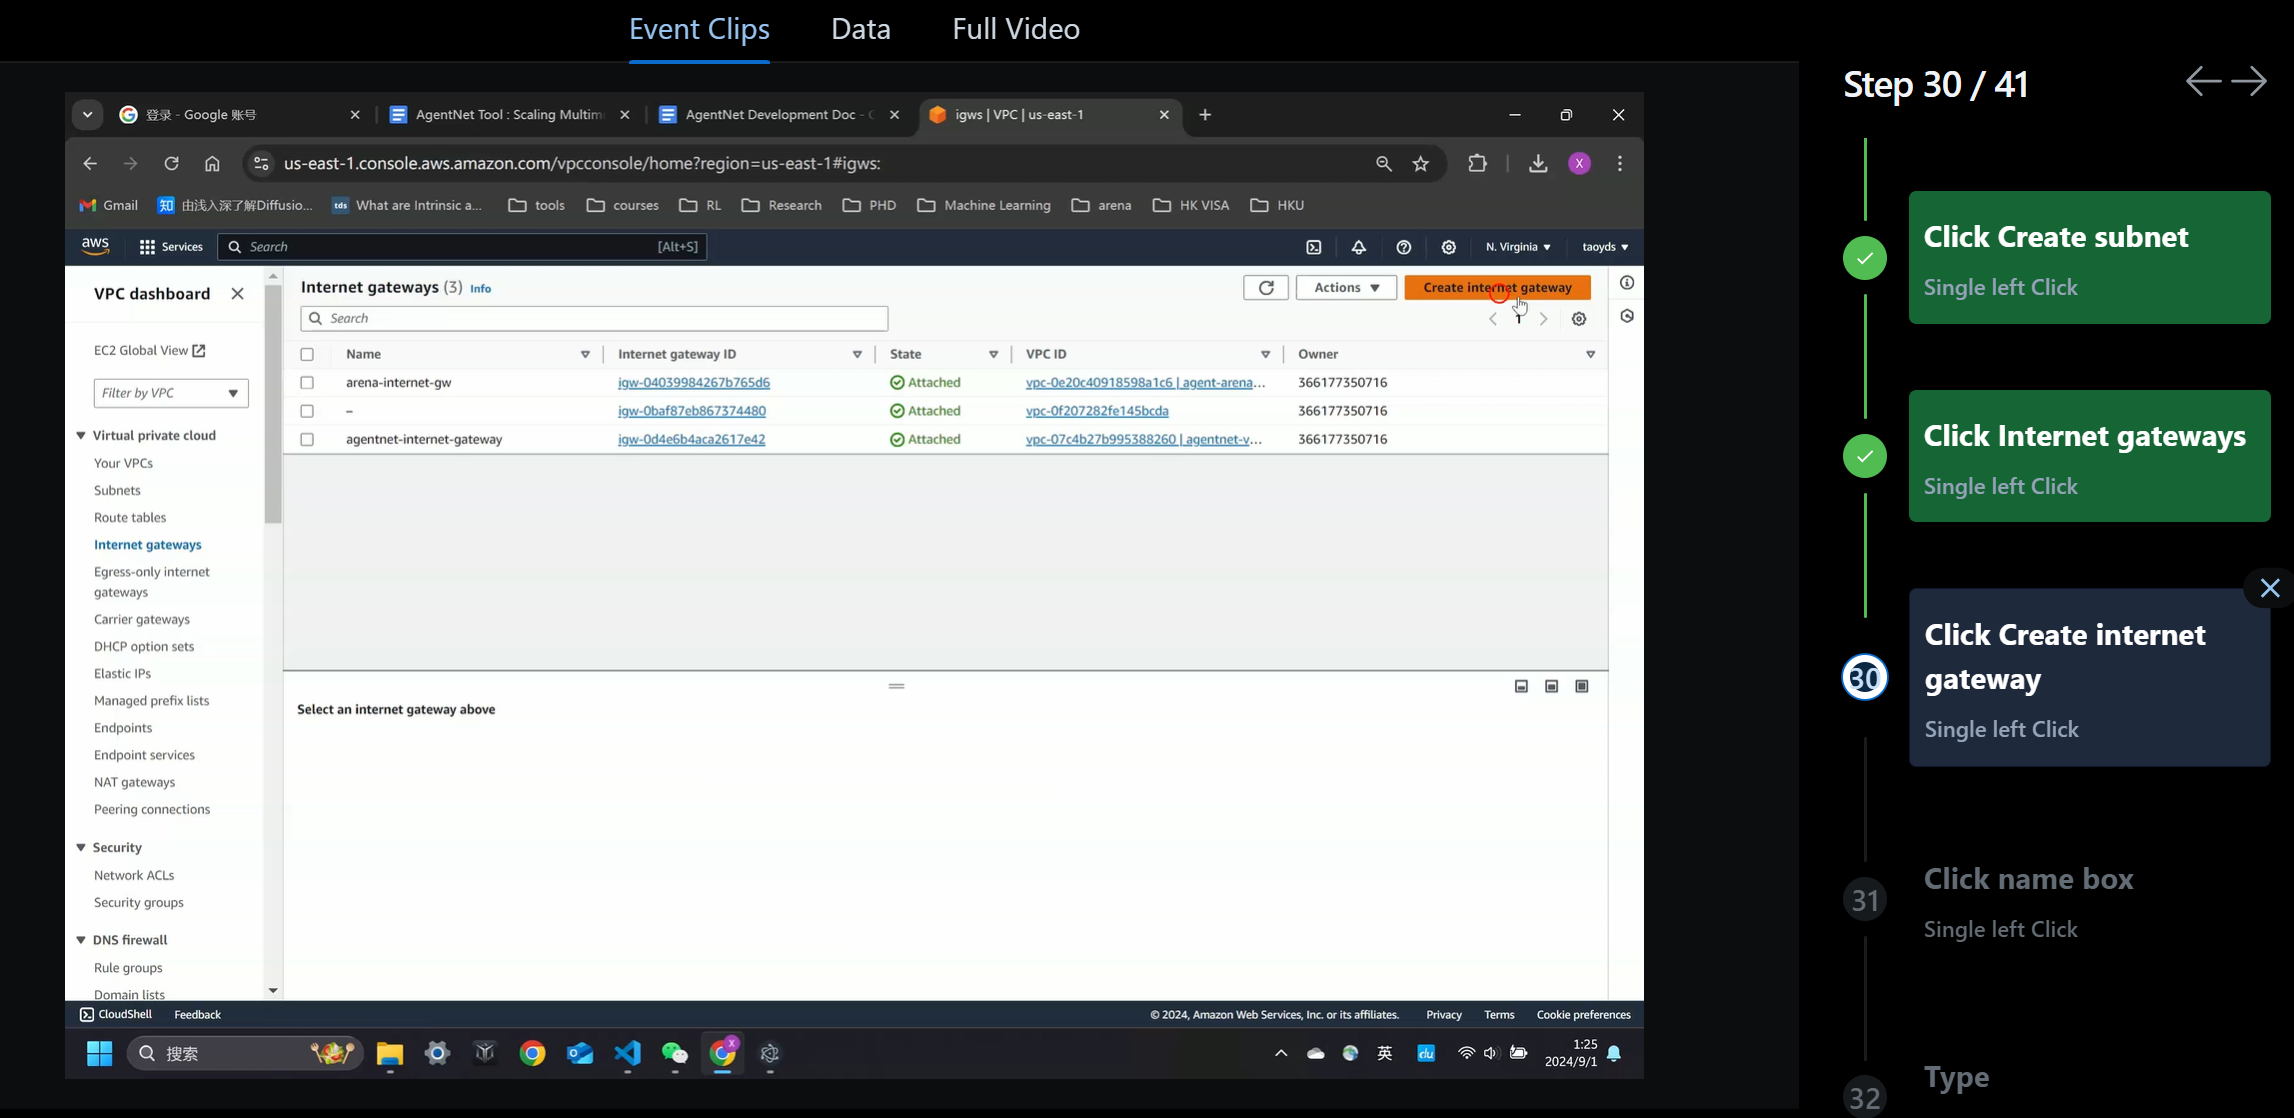 Event Clips
Data
Full Video
Step 30 / 41
登录 - Google 账号
AgentNet Tool : Scaling Multim
AgentNet Development Doc - G
igws | VPC | us-east-1
us-east-1.console.aws.amazon.com/vpcconsole/home?region=us-east-1#igws:
X
Gmail
知 由浅入深了解Diffusio...
tds What are Intrinsic a...
tools
courses
RL
Research
PHD
Machine Learning
arena
HK VISA
HKU
aws
Services
Search
[Alt+S]
N. Virginia
taoyds
VPC dashboard
EC2 Global View
Filter by VPC
Virtual private cloud
Your VPCs
Subnets
Route tables
Internet gateways
Egress-only internet
gateways
Carrier gateways
DHCP option sets
Elastic IPs
Managed prefix lists
Endpoints
Endpoint services
NAT gateways
Peering connections
Security
Network ACLs
Security groups
DNS firewall
Rule groups
Domain lists
Internet gateways (3) Info
Actions
Create internet gateway
Search
1
Name Internet gateway ID State VPC ID Owner
arena-internet-gw igw-04039984267b765d6 Attached vpc-0e20c40918598a1c6 | agent-arena... 366177350716
– igw-0baf87eb867374480 Attached vpc-0f207282fe145bcda 366177350716
agentnet-internet-gateway igw-0d4e6b4aca2617e42 Attached vpc-07c4b27b995388260 | agentnet-v... 366177350716
Select an internet gateway above
CloudShell
Feedback
© 2024, Amazon Web Services, Inc. or its affiliates.
Privacy
Terms
Cookie preferences
搜索
X
英
du
1:25
2024/9/1
Click Create subnet
Single left Click
Click Internet gateways
Single left Click
30
Click Create internet
gateway
Single left Click
31
Click name box
Single left Click
32
Type